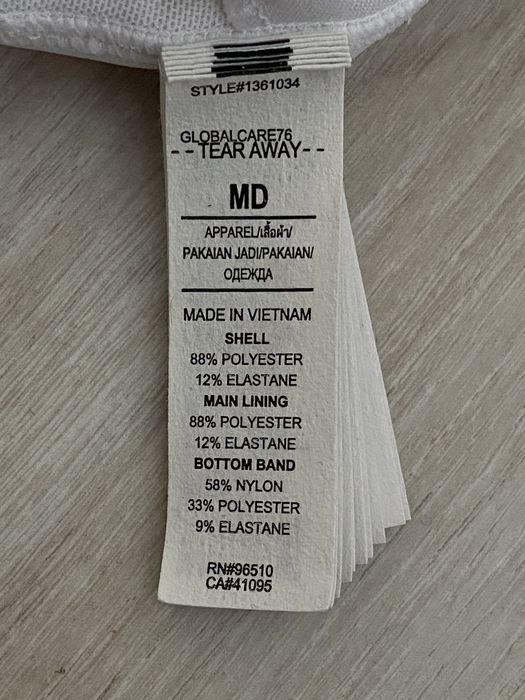 STYLE#1361034
GLOBALCARE76
--TEAR AWAY--
MD
APPAREL/เสื้อผ้า/
PAKAIAN JADI/PAKAIAN/
ОДЕЖДА
MADE IN VIETNAM
SHELL
88% POLYESTER
12% ELASTANE
MAIN LINING
88% POLYESTER
12% ELASTANE
BOTTOM BAND
58% NYLON
33% POLYESTER
9% ELASTANE
RN#96510
CA#41095